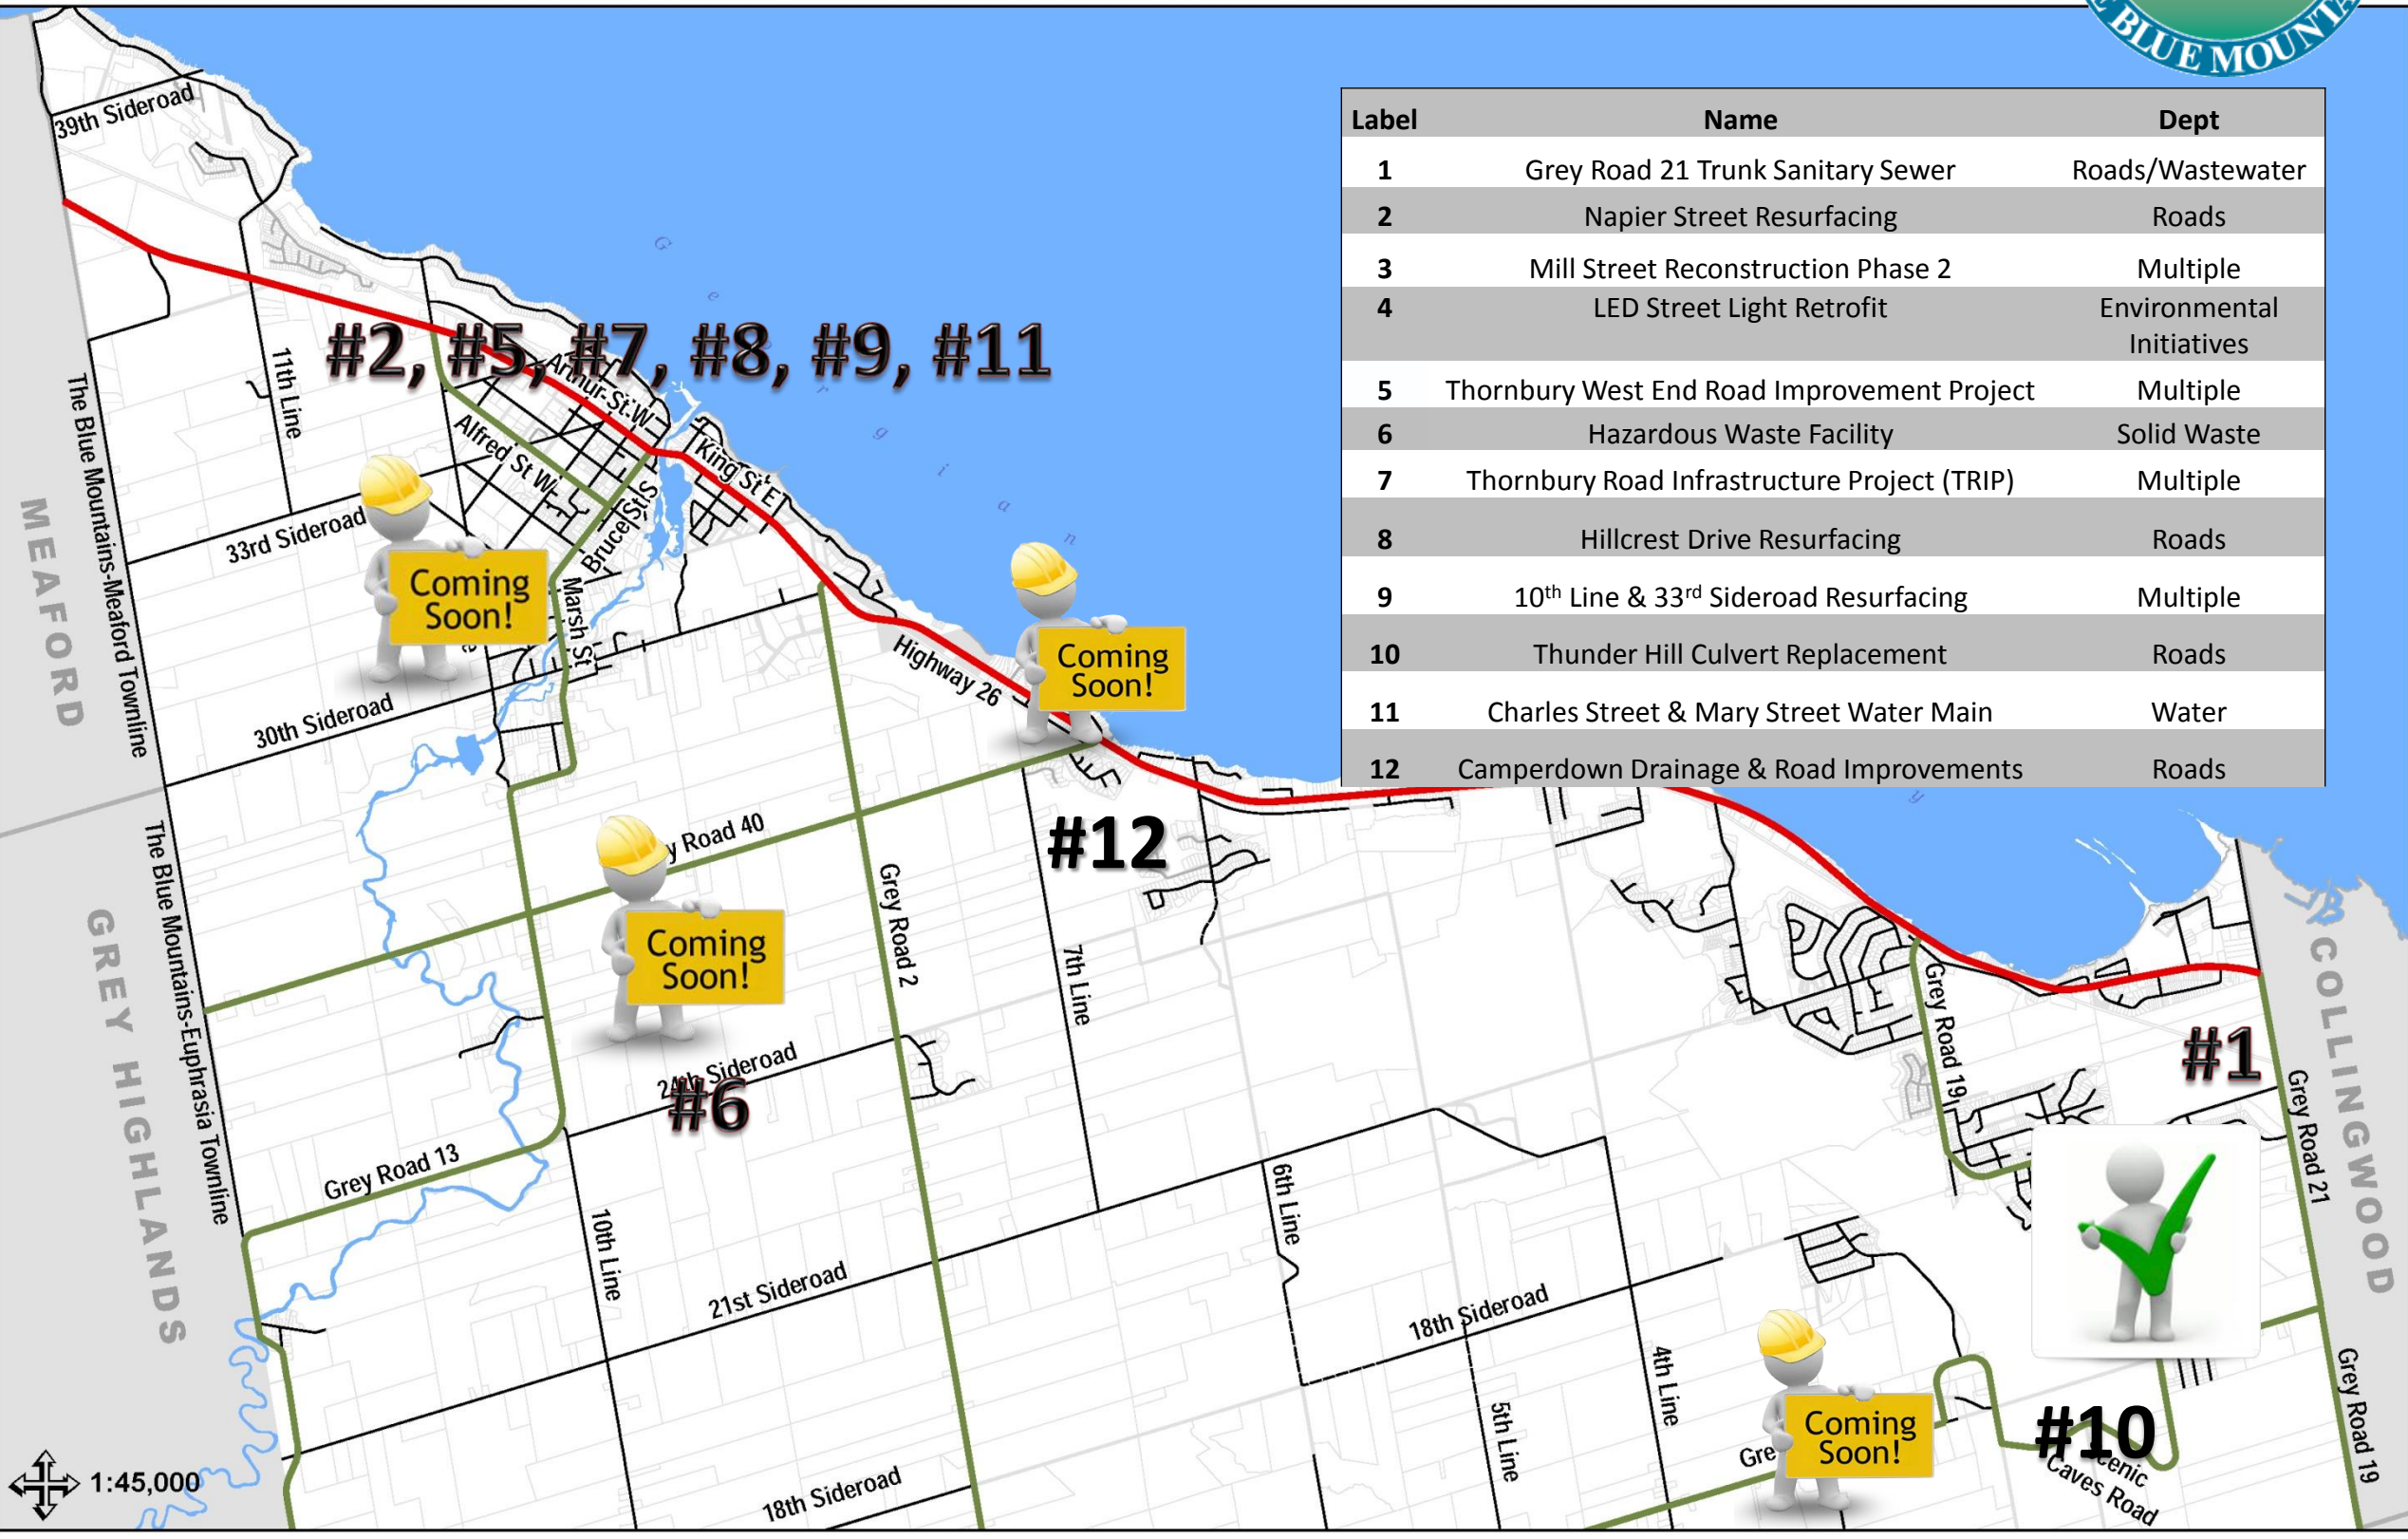 BLUE MOUNTA
Label Name Dept
1 Grey Road 21 Trunk Sanitary Sewer Roads/Wastewater
2 Napier Street Resurfacing Roads
3 Mill Street Reconstruction Phase 2 Multiple
4 LED Street Light Retrofit Environmental
Initiatives
5 Thornbury West End Road Improvement Project Multiple
6 Hazardous Waste Facility Solid Waste
7 Thornbury Road Infrastructure Project (TRIP) Multiple
8 Hillcrest Drive Resurfacing Roads
9 10th Line & 33rd Sideroad Resurfacing Multiple
10 Thunder Hill Culvert Replacement Roads
11 Charles Street & Mary Street Water Main Water
12 Camperdown Drainage & Road Improvements Roads
39th Sideroad
G e r g i a n
y
#2, #5, #7, #8, #9, #11
11th Line
Arthur St W
Alfred St W
King St E
Bruce St S
The Blue Mountains-Meaford Townline
MEAFORD
33rd Sideroad
Coming
Soon!
Marsh St
30th Sideroad
Highway 26
Coming
Soon!
#12
y Road 40
Coming
Soon!
Grey Road 2
7th Line
The Blue Mountains-Euphrasia Townline
GREY HIGHLANDS
24th Sideroad
#6
Grey Road 13
10th Line
21st Sideroad
6th Line
Grey Road 19
COLLINGWOOD
#1
Grey Road 21
18th Sideroad
4th Line
5th Line
Coming
Soon!
Gre
#10
cenic
Caves Road
Grey Road 19
18th Sideroad
1:45,000